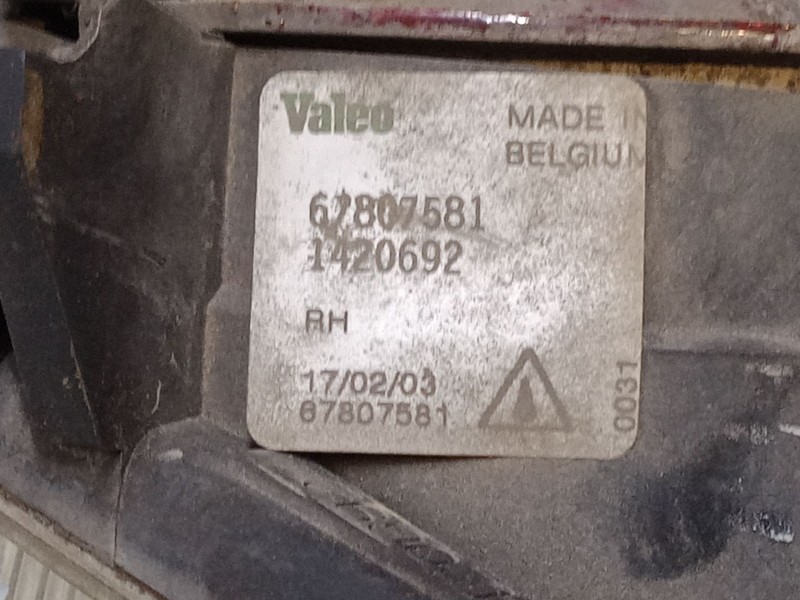 Valeo
MADE IN
BELGIUM
67807581
1420692
RH
17/02/03
67807581
0031